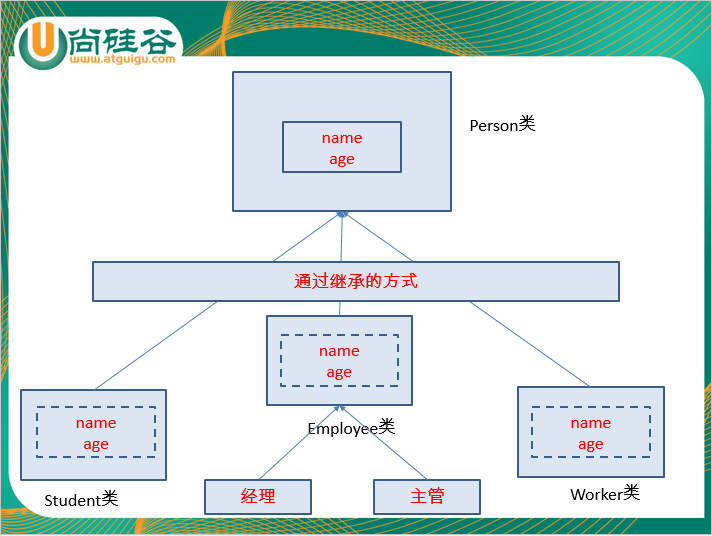 尚硅谷
www.atguigu.com
Person类
name
age
通过继承的方式
name
age
Employee类
name
age
Student类
name
age
Worker类
经理
主管